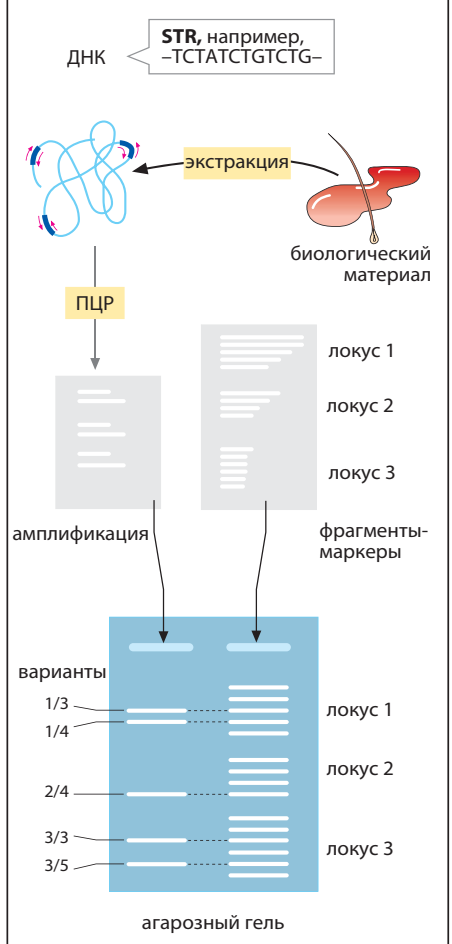 ДНК
STR, например,
–TCTATCTGTCTG–
экстракция
биологический
материал
ПЦР
локус 1
локус 2
локус 3
амплификация
фрагменты-
маркеры
варианты
1/3
1/4
2/4
3/3
3/5
локус 1
локус 2
локус 3
агарозный гель